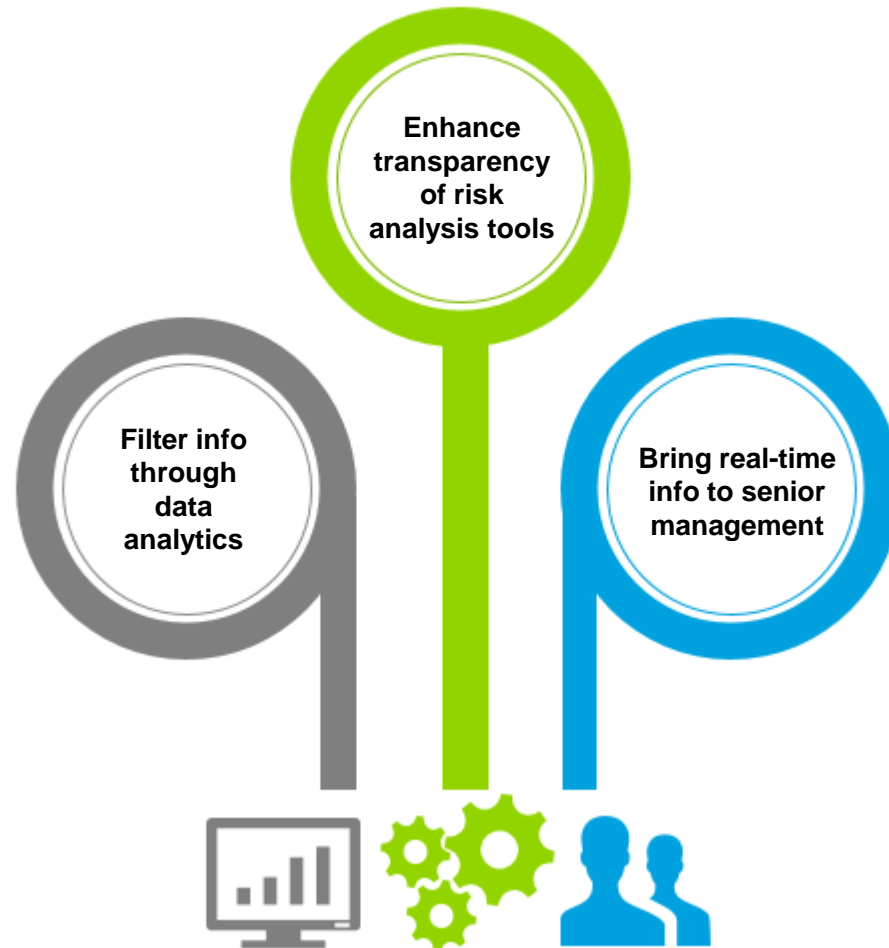 Enhance
transparency
of risk
analysis tools
Filter info
through
data
analytics
Bring real-time
info to senior
management